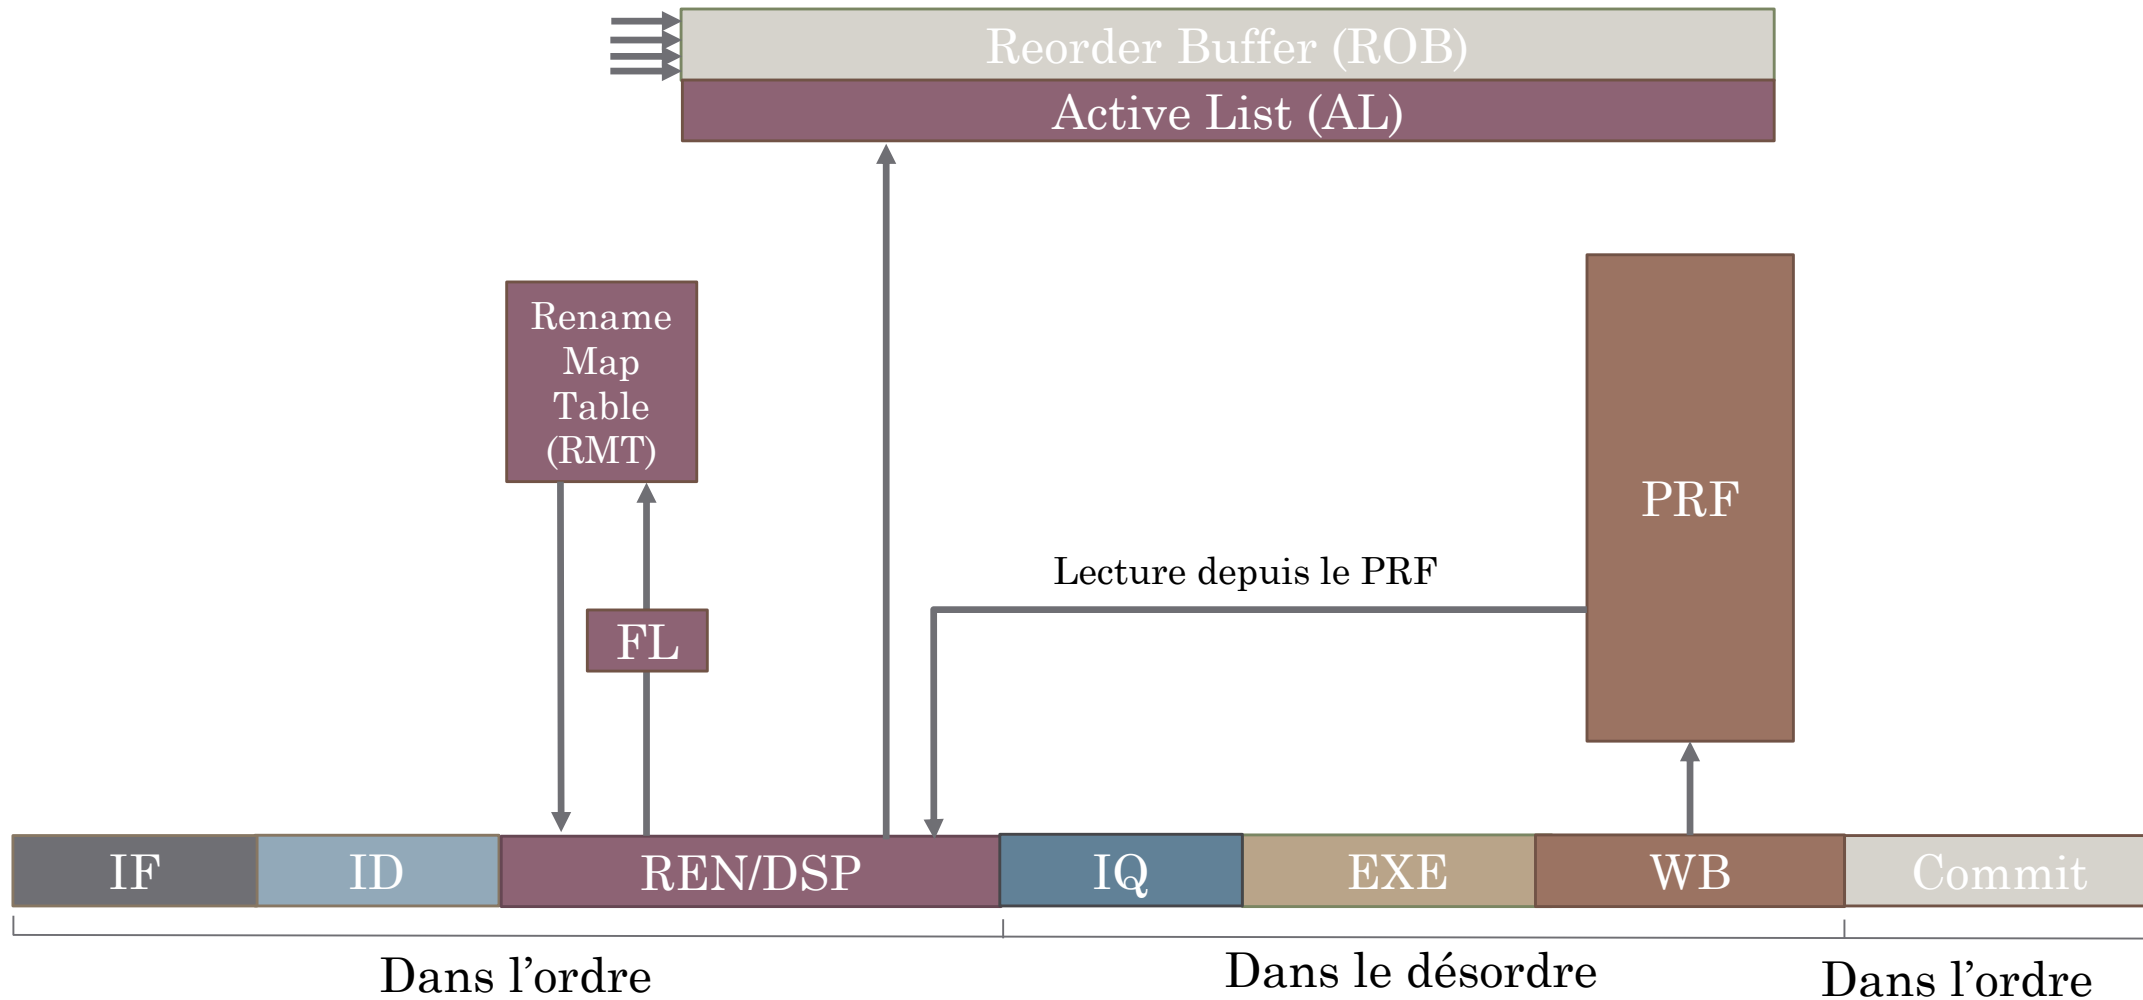 Reorder Buffer (ROB)
Active List (AL)
Rename
Map
Table
(RMT)
PRF
Lecture depuis le PRF
FL
IF
ID
REN/DSP
IQ
EXE
WB
Commit
Dans l’ordre
Dans le désordre
Dans l’ordre